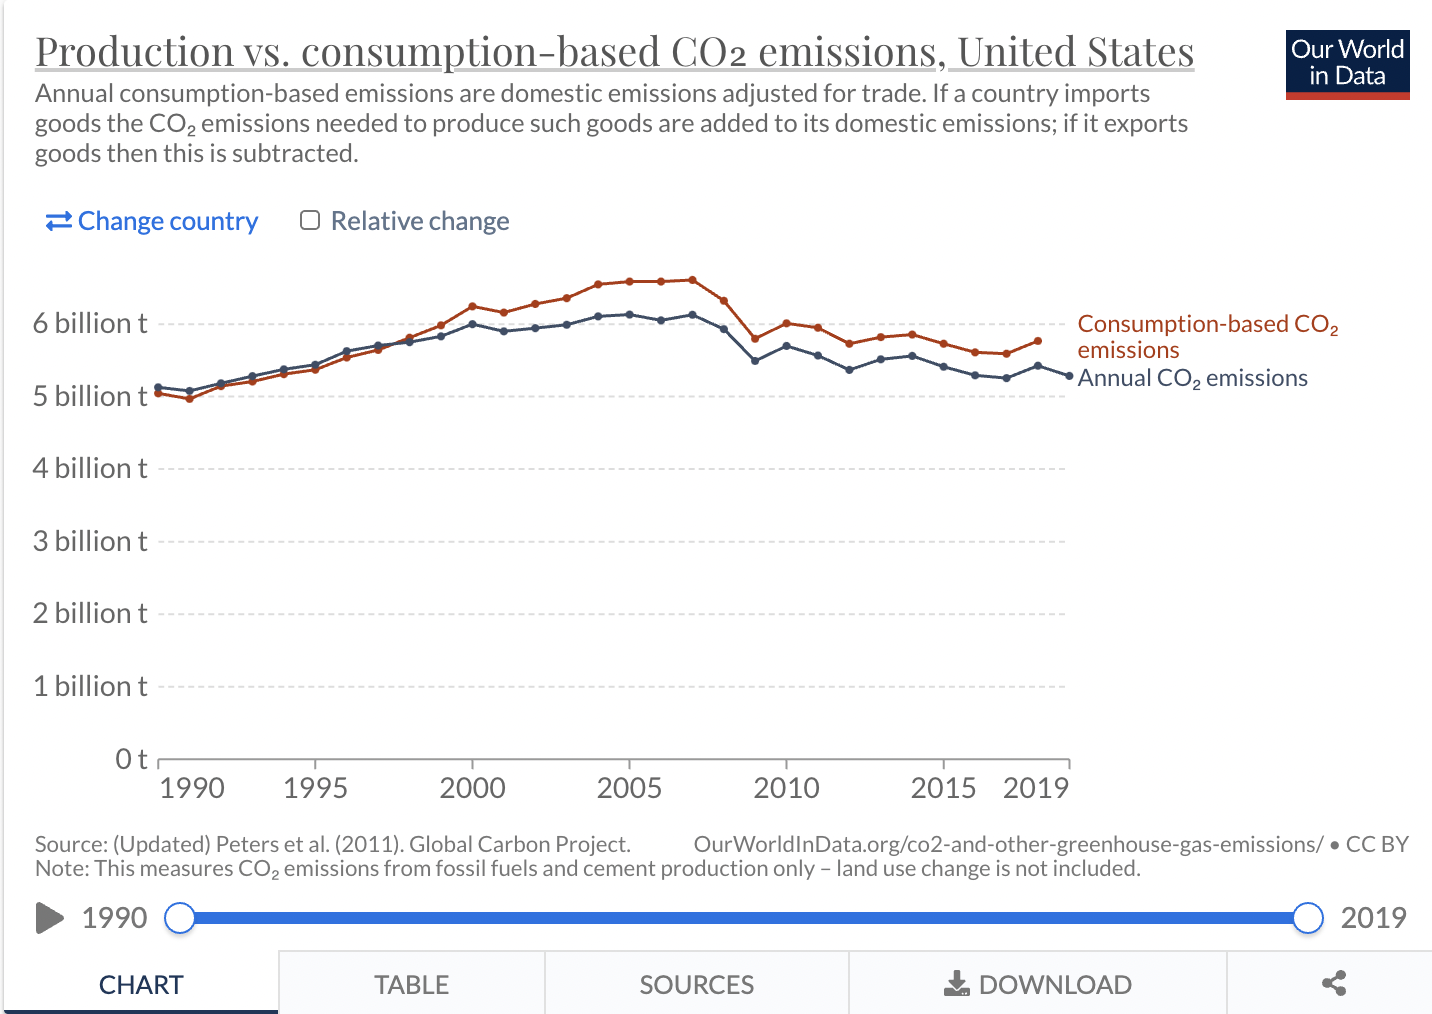 Production vs. consumption-based CO2 emissions, United States
Our World
in Data
Annual consumption-based emissions are domestic emissions adjusted for trade. If a country imports
goods the CO₂ emissions needed to produce such goods are added to its domestic emissions; if it exports
goods then this is subtracted.
Change country
Relative change
6 billion t
5 billion t
4 billion t
3 billion t
2 billion t
1 billion t
0 t
Consumption-based CO₂
emissions
Annual CO₂ emissions
1990 1995 2000 2005 2010 2015 2019
Source: (Updated) Peters et al. (2011). Global Carbon Project.
OurWorldInData.org/co2-and-other-greenhouse-gas-emissions/ • CC BY
Note: This measures CO₂ emissions from fossil fuels and cement production only – land use change is not included.
1990 2019
CHART TABLE SOURCES DOWNLOAD